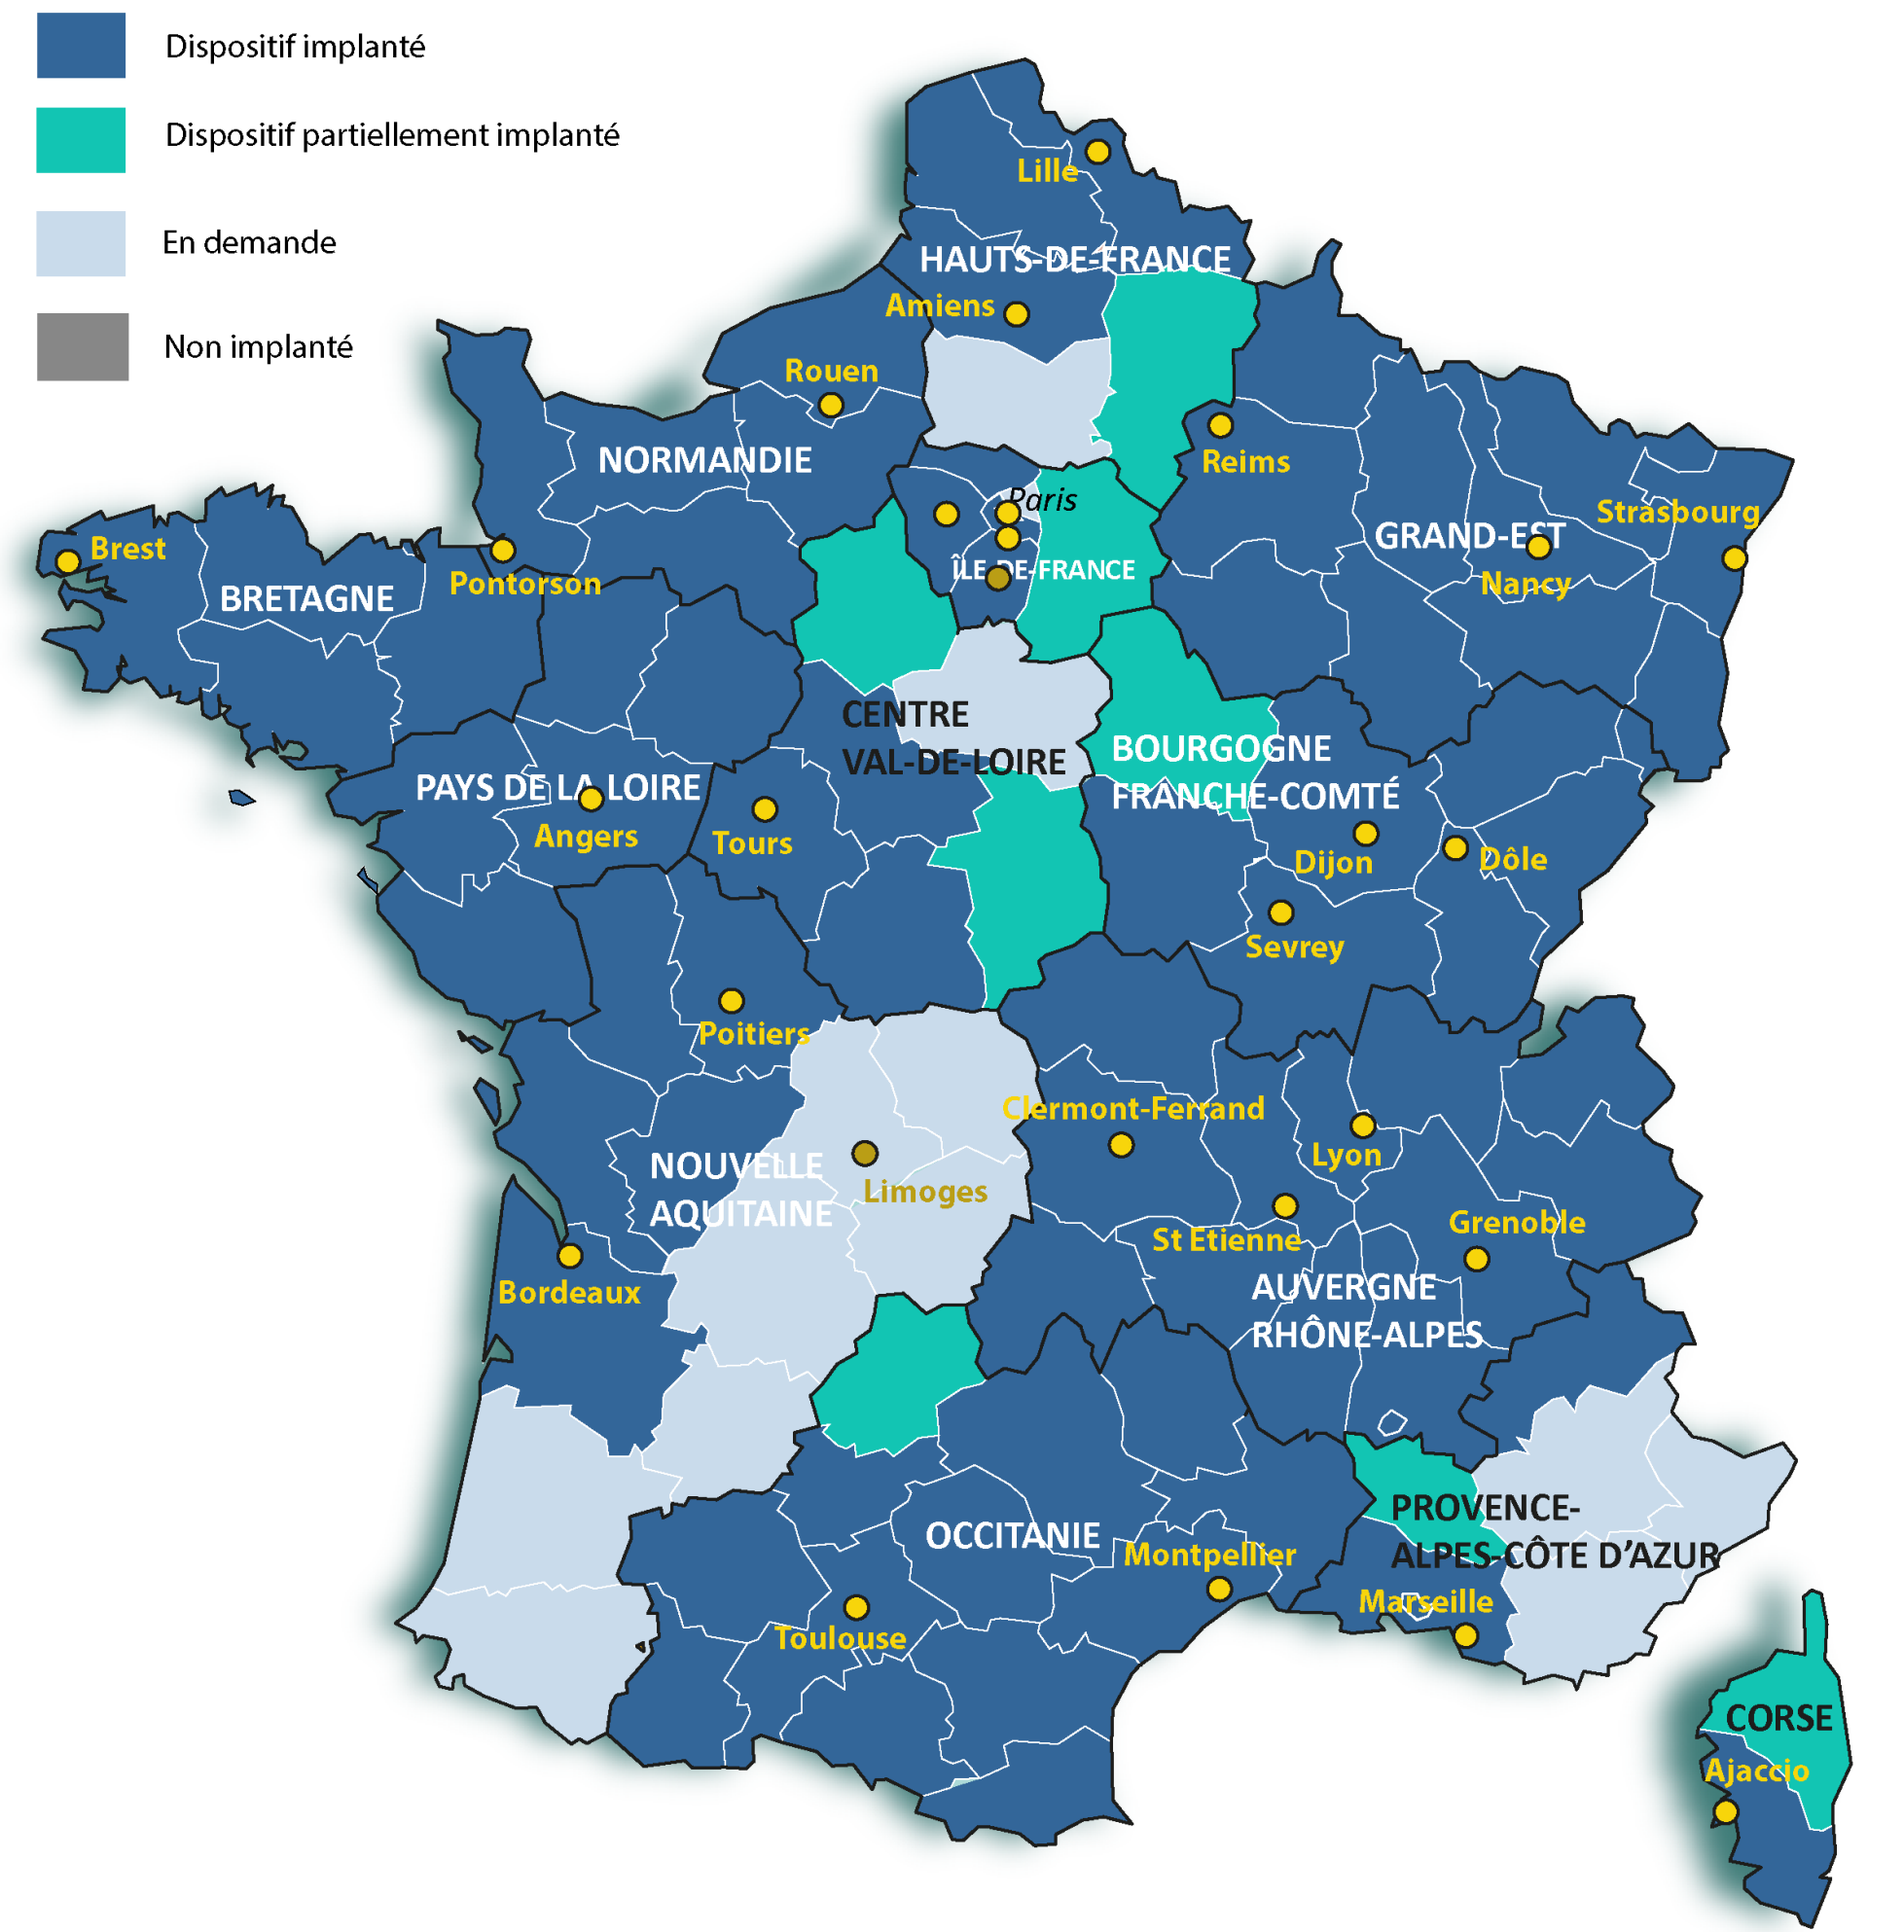 Dispositif implanté
Dispositif partiellement implanté
En demande
Non implanté
Lille
HAUTS-DE-FRANCE
Amiens
Rouen
NORMANDIE
Reims
Paris
Strasbourg
GRAND-EST
Brest
ÎLE-DE-FRANCE
Pontorson
Nancy
BRETAGNE
CENTRE
VAL-DE-LOIRE
BOURGOGNE
FRANCHE-COMTÉ
PAYS DE LA LOIRE
Angers
Tours
Dijon
Dôle
Sevrey
Poitiers
Clermont-Ferrand
Lyon
NOUVELLE
AQUITAINE
Limoges
St Etienne
Grenoble
Bordeaux
AUVERGNE
RHÔNE-ALPES
PROVENCE-
ALPES-CÔTE D'AZUR
OCCITANIE
Montpellier
Marseille
Toulouse
CORSE
Ajaccio